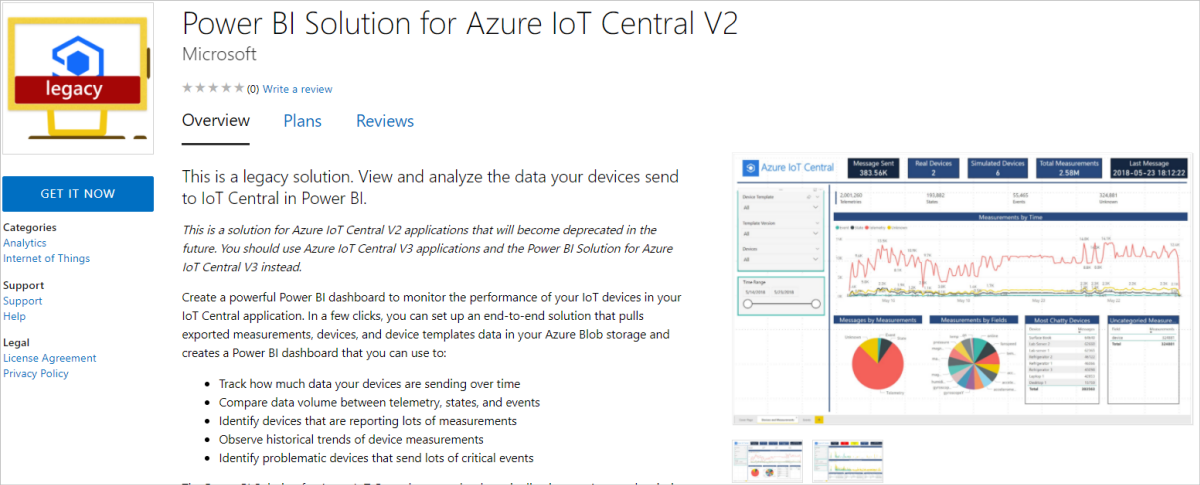 Power BI Solution for Azure IoT Central V2
Microsoft
legacy
(0) Write a review
Overview Plans Reviews
GET IT NOW
Categories
Analytics
Internet of Things
Support
Support
Help
Legal
License Agreement
Privacy Policy
This is a legacy solution. View and analyze the data your devices send
to IoT Central in Power BI.
This is a solution for Azure IoT Central V2 applications that will become deprecated in the
future. You should use Azure IoT Central V3 applications and the Power BI Solution for Azure
IoT Central V3 instead.
Create a powerful Power BI dashboard to monitor the performance of your IoT devices in your
IoT Central application. In a few clicks, you can set up an end-to-end solution that pulls
exported measurements, devices, and device templates data in your Azure Blob storage and
creates a Power BI dashboard that you can use to:
• Track how much data your devices are sending over time
• Compare data volume between telemetry, states, and events
• Identify devices that are reporting lots of measurements
• Observe historical trends of device measurements
• Identify problematic devices that send lots of critical events
Azure IoT Central
Message Sent
383.56K
Real Devices
2
Simulated Devices
6
Total Measurements
2.58M
Last Message
2018-05-23 18:12:22
Device Template
All
Template Version
All
Devices
All
Time Range
Telemetries
States
Events
Unknown
Measurements by Time
Messages by Measurements
Telemetry
Measurements by Fields
Most Chatty Devices
Total
Uncategorized Measure...
Total